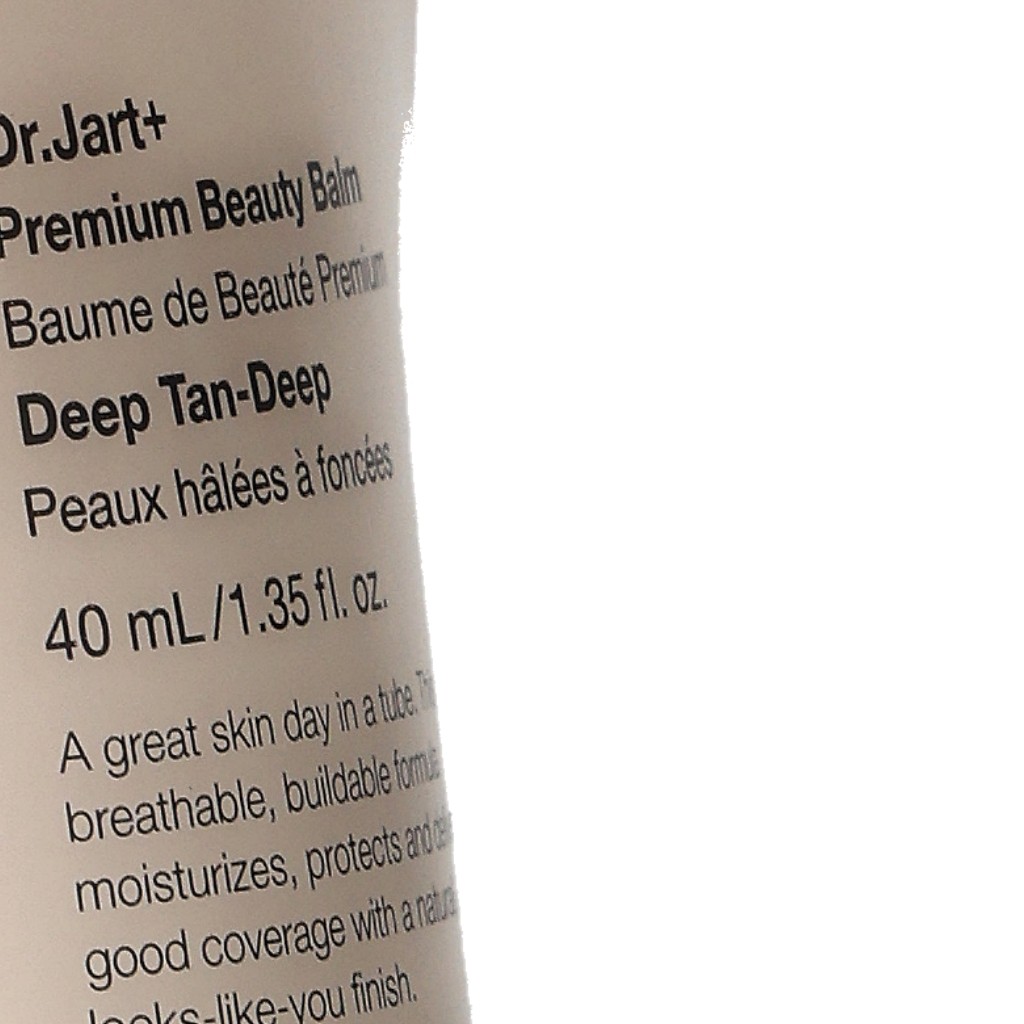 Dr.Jart+
Premium Beauty Balm
Baume de Beauté Premium
Deep Tan-Deep
Peaux hâlées à foncées
40 mL/1.35 fl. oz.
A great skin day in a tube.
breathable, buildable formula
moisturizes, protects and
good coverage with a
looks-like-you finish.